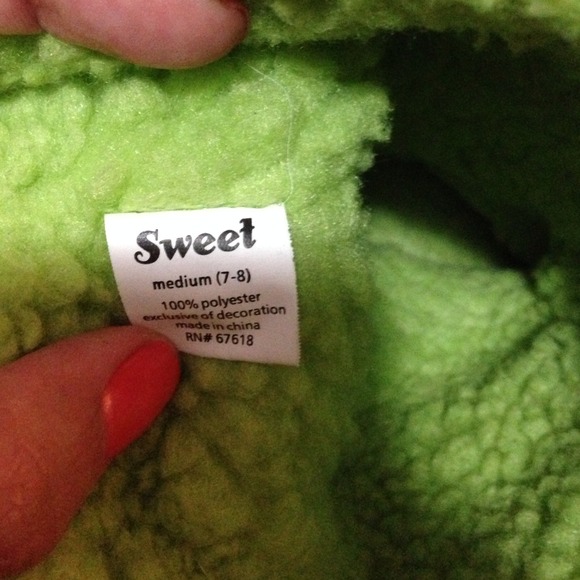 Sweet
medium (7-8)
100% polyester
exclusive of decoration
made in china
RN# 67618